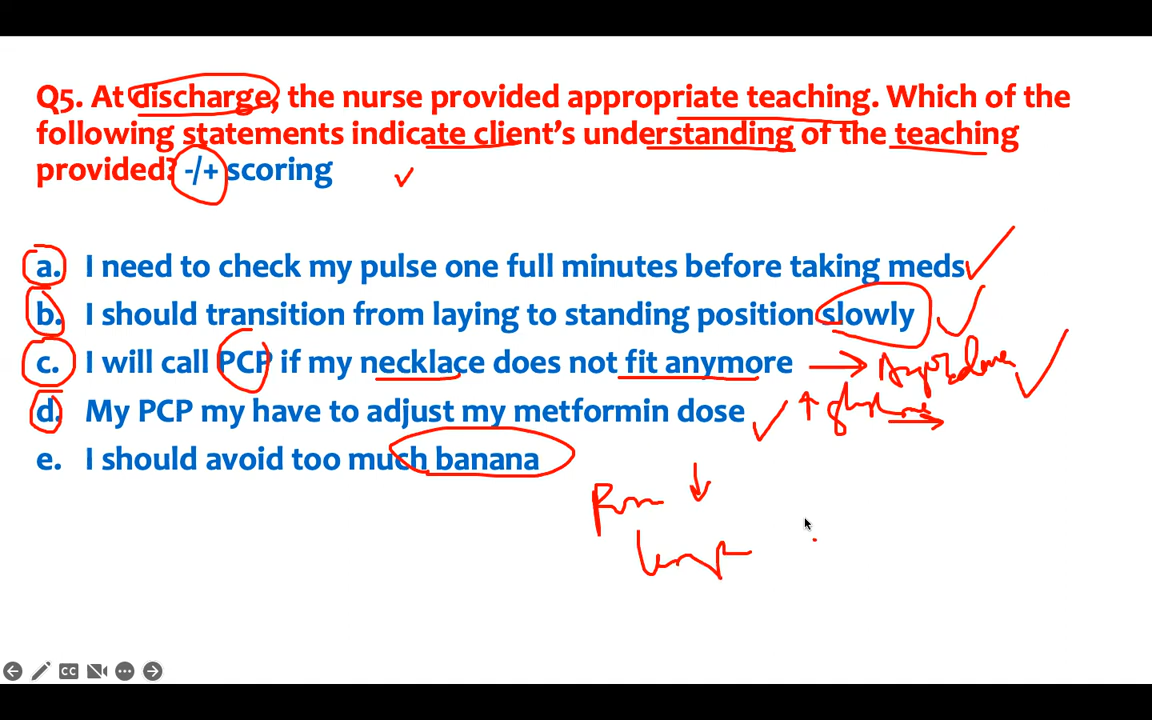 Q5. At discharge, the nurse provided appropriate teaching. Which of the
following statements indicate client's understanding of the teaching
provided? -/+ scoring
a. I need to check my pulse one full minutes before taking meds
b. I should transition from laying to standing position slowly
c. I will call PCP if my necklace does not fit anymore
d. My PCP my have to adjust my metformin dose
e. I should avoid too much banana